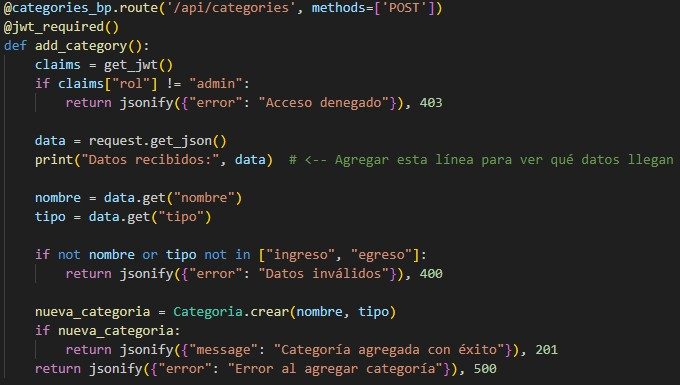 @categories_bp.route('/api/categories', methods=['POST'])
@jwt_required()
def add_category():
    claims = get_jwt()
    if claims["rol"] != "admin":
        return jsonify({"error": "Acceso denegado"}), 403

    data = request.get_json()
    print("Datos recibidos:", data)  # <-- Agregar esta línea para ver qué datos llegan

    nombre = data.get("nombre")
    tipo = data.get("tipo")

    if not nombre or tipo not in ["ingreso", "egreso"]:
        return jsonify({"error": "Datos inválidos"}), 400

    nueva_categoria = Categoria.crear(nombre, tipo)
    if nueva_categoria:
        return jsonify({"message": "Categoría agregada con éxito"}), 201
    return jsonify({"error": "Error al agregar categoría"}), 500